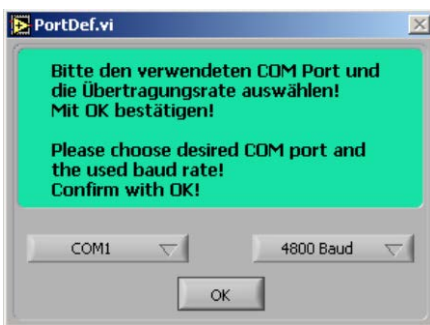 PortDef.vi
Bitte den verwendeten COM Port und
die Übertragungsrate auswählen!
Mit OK bestätigen!
Please choose desired COM port and
the used baud rate!
Confirm with OK!
COM1
4800 Baud
OK